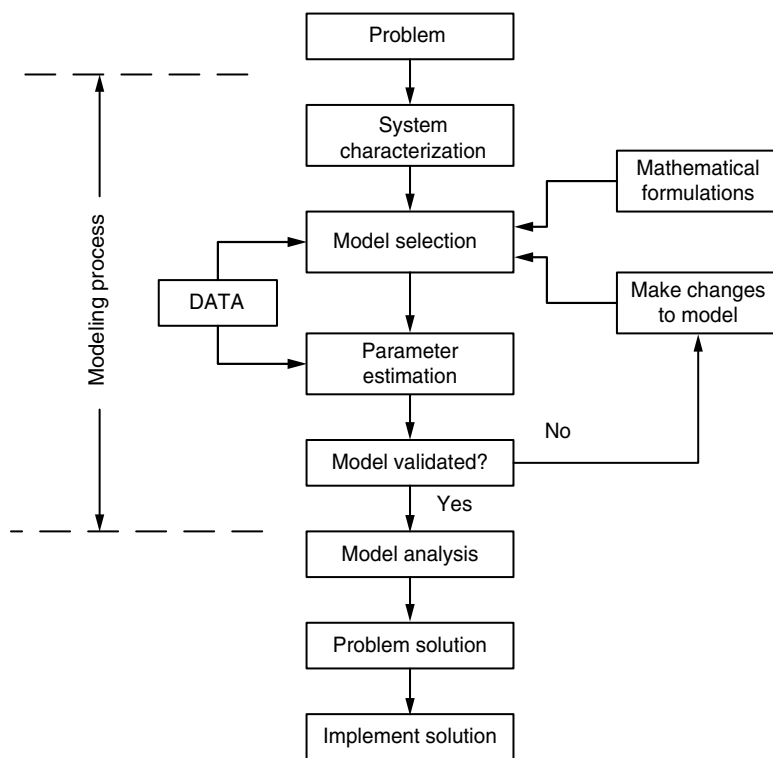 Problem
System
characterization
Mathematical
formulations
Model selection
DATA
Make changes
to model
Modeling process
Parameter
estimation
No
Model validated?
Yes
Model analysis
Problem solution
Implement solution